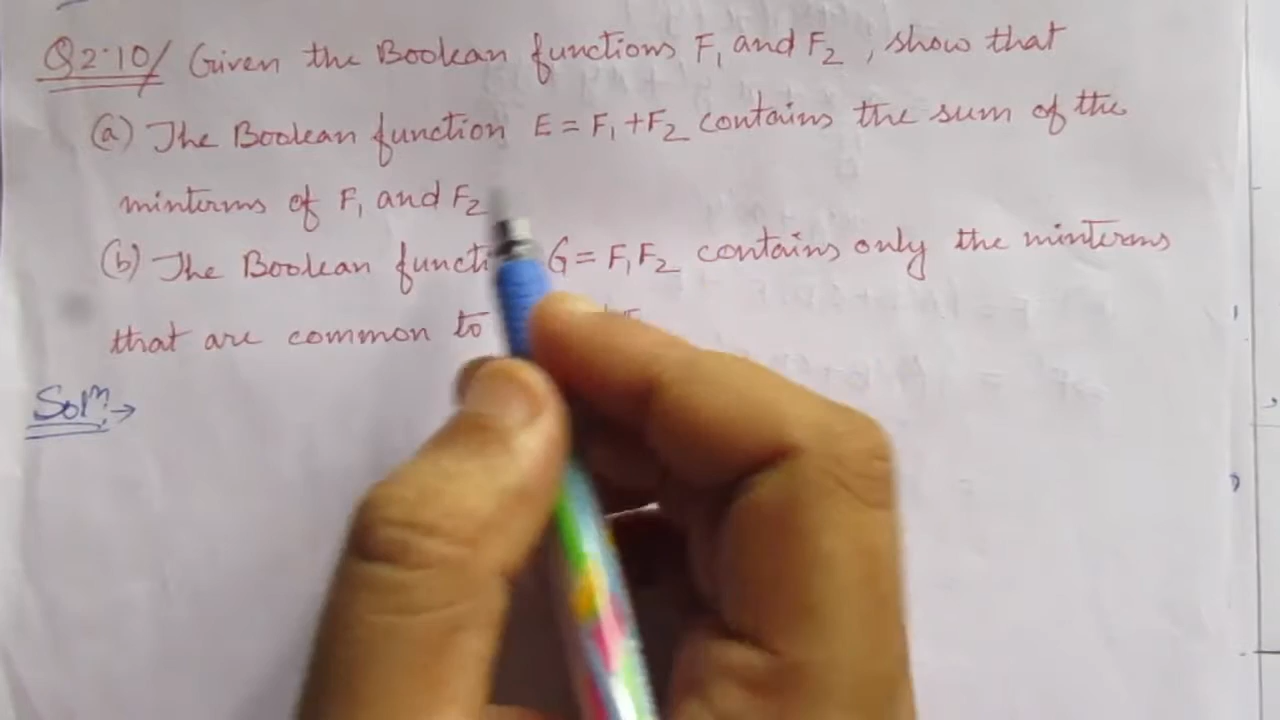 Q2.10/ Given the Boolean functions F₁ and F₂, show that
(a) The Boolean function E = F₁ + F₂ contains the sum of the
minterms of F₁ and F₂
(b) The Boolean functi G = F₁F₂ contains only the minterms
that are common to
Solⁿ. →